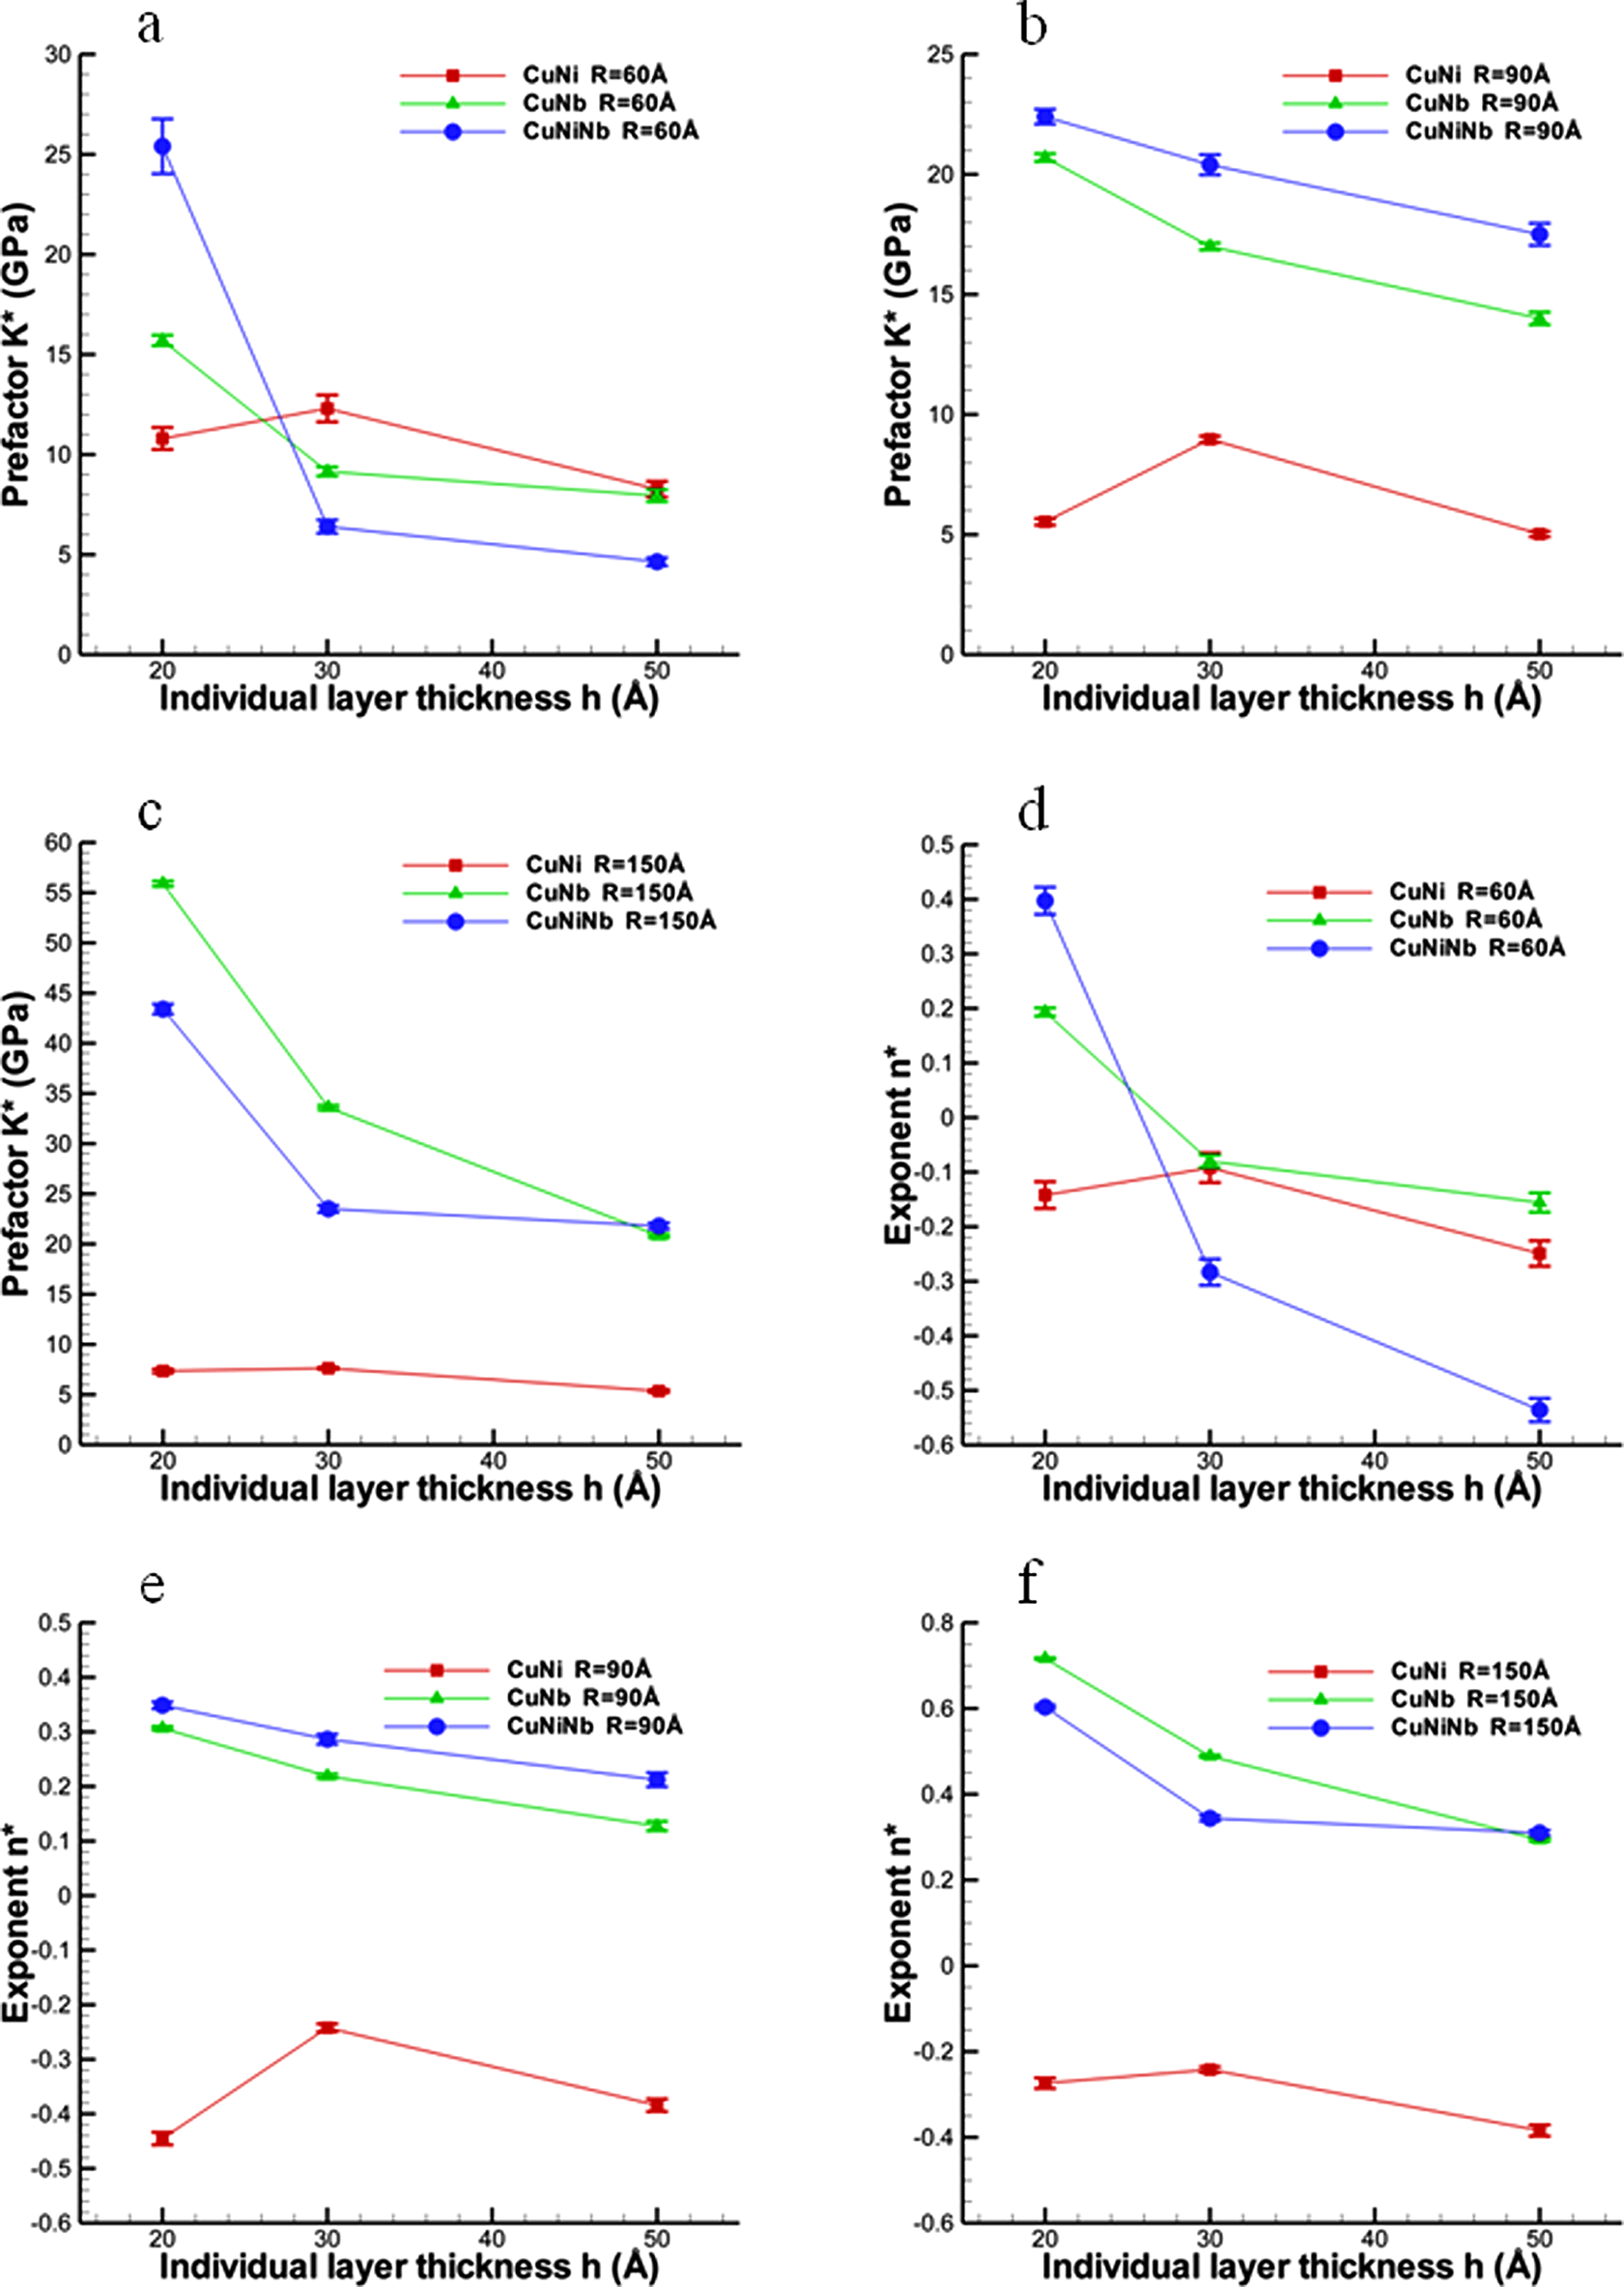 a
30
25
20
15
10
5
0
Prefactor K* (GPa)
CuNi R=60Å
CuNb R=60Å
CuNiNb R=60Å
20 30 40 50
Individual layer thickness h (Å)
b
25
20
15
10
5
0
Prefactor K* (GPa)
CuNi R=90Å
CuNb R=90Å
CuNiNb R=90Å
20 30 40 50
Individual layer thickness h (Å)
c
60
55
50
45
40
35
30
25
20
15
10
5
0
Prefactor K* (GPa)
CuNi R=150Å
CuNb R=150Å
CuNiNb R=150Å
20 30 40 50
Individual layer thickness h (Å)
d
0.5
0.4
0.3
0.2
0.1
0
-0.1
-0.2
-0.3
-0.4
-0.5
-0.6
Exponent n*
CuNi R=60Å
CuNb R=60Å
CuNiNb R=60Å
20 30 40 50
Individual layer thickness h (Å)
e
0.5
0.4
0.3
0.2
0.1
0
-0.1
-0.2
-0.3
-0.4
-0.5
-0.6
Exponent n*
CuNi R=90Å
CuNb R=90Å
CuNiNb R=90Å
20 30 40 50
Individual layer thickness h (Å)
f
0.8
0.6
0.4
0.2
0
-0.2
-0.4
-0.6
Exponent n*
CuNi R=150Å
CuNb R=150Å
CuNiNb R=150Å
20 30 40 50
Individual layer thickness h (Å)